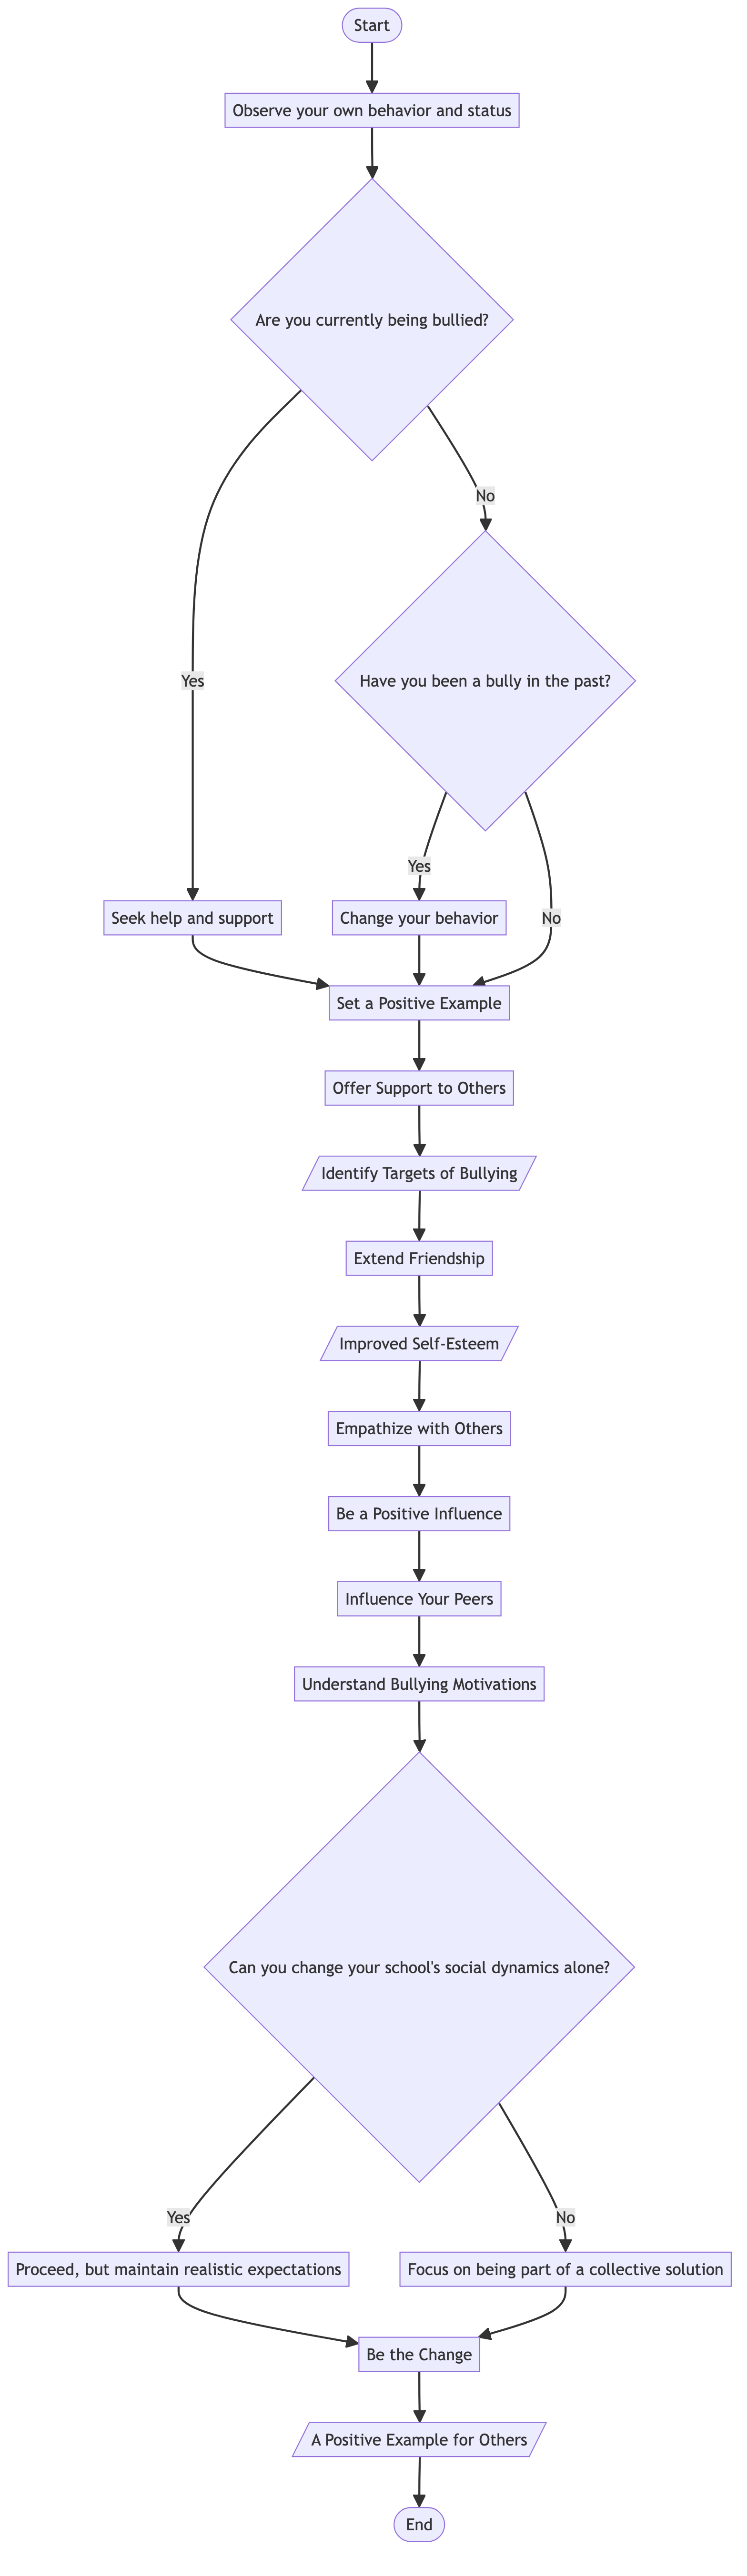 Start
Observe your own behavior and status
Are you currently being bullied?
No
Have you been a bully in the past?
Yes
Yes
Seek help and support
Change your behavior
No
Set a Positive Example
Offer Support to Others
Identify Targets of Bullying
Extend Friendship
Improved Self-Esteem
Empathize with Others
Be a Positive Influence
Influence Your Peers
Understand Bullying Motivations
Can you change your school's social dynamics alone?
Yes
No
Proceed, but maintain realistic expectations
Focus on being part of a collective solution
Be the Change
A Positive Example for Others
End